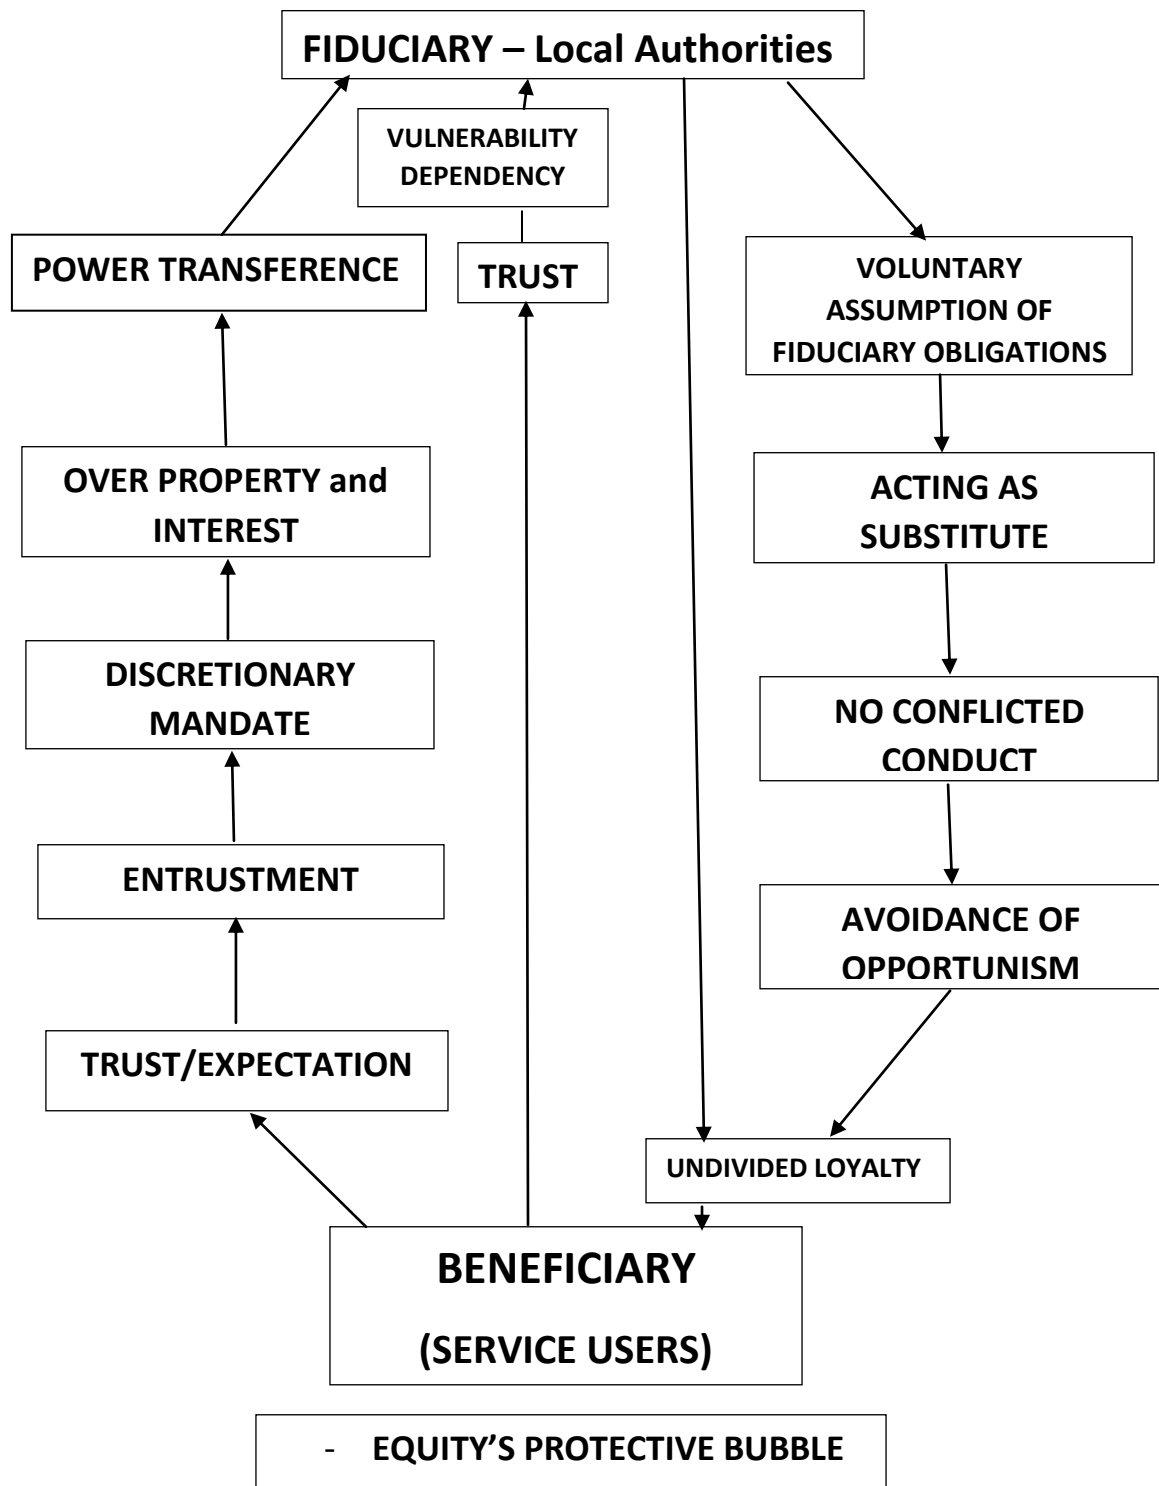 FIDUCIARY – Local Authorities
VULNERABILITY
DEPENDENCY
POWER TRANSFERENCE
TRUST
VOLUNTARY
ASSUMPTION OF
FIDUCIARY OBLIGATIONS
OVER PROPERTY and
INTEREST
ACTING AS
SUBSTITUTE
DISCRETIONARY
MANDATE
NO CONFLICTED
CONDUCT
ENTRUSTMENT
AVOIDANCE OF
OPPORTUNISM
TRUST/EXPECTATION
UNDIVIDED LOYALTY
BENEFICIARY
(SERVICE USERS)
- EQUITY’S PROTECTIVE BUBBLE